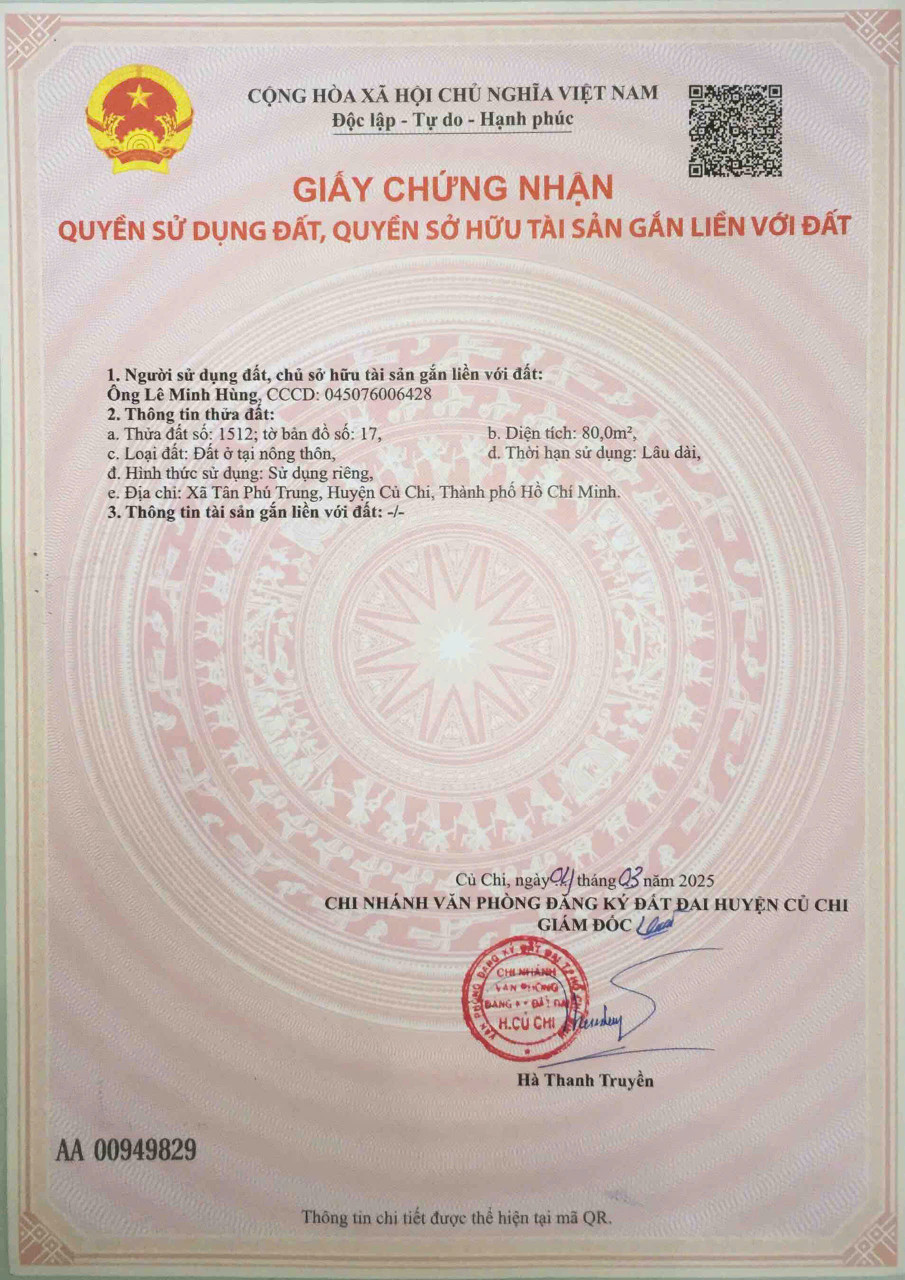 CỘNG HÒA XÃ HỘI CHỦ NGHĨA VIỆT NAM
Độc lập - Tự do - Hạnh phúc
GIẤY CHỨNG NHẬN
QUYỀN SỬ DỤNG ĐẤT, QUYỀN SỞ HỮU TÀI SẢN GẮN LIỀN VỚI ĐẤT
1. Người sử dụng đất, chủ sở hữu tài sản gắn liền với đất:
Ông Lê Minh Hùng, CCCD: 045076006428
2. Thông tin thửa đất:
a. Thửa đất số: 1512; tờ bản đồ số: 17, b. Diện tích: 80,0m²,
c. Loại đất: Đất ở tại nông thôn, d. Thời hạn sử dụng: Lâu dài,
đ. Hình thức sử dụng: Sử dụng riêng,
e. Địa chỉ: Xã Tân Phú Trung, Huyện Củ Chi, Thành phố Hồ Chí Minh.
3. Thông tin tài sản gắn liền với đất: -/-
Củ Chi, ngày 04 tháng 03 năm 2025
CHI NHÁNH VĂN PHÒNG ĐĂNG KÝ ĐẤT ĐAI HUYỆN CỦ CHI
GIÁM ĐỐC
CHI NHÁNH
VĂN PHÒNG
ĐĂNG KÝ ĐẤT ĐAI
H.CỦ CHI
Hà Thanh Truyền
AA 00949829
Thông tin chi tiết được thể hiện tại mã QR.